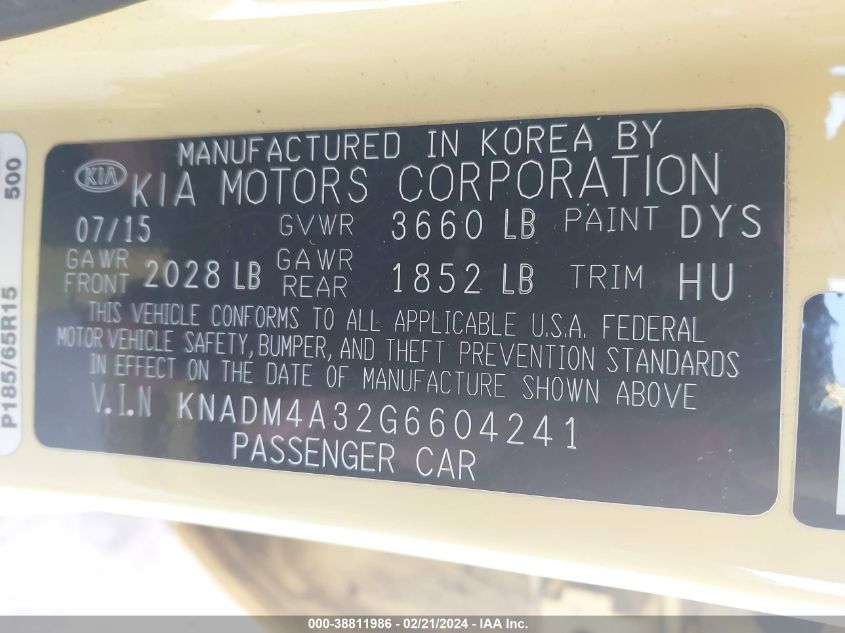 MANUFACTURED IN KOREA BY
KIA KIA MOTORS CORPORATION
07/15 GVWR 3660 LB PAINT DYS
GAWR FRONT 2028 LB GAWR REAR 1852 LB TRIM HU
THIS VEHICLE CONFORMS TO ALL APPLICABLE U.S.A. FEDERAL
MOTOR VEHICLE SAFETY, BUMPER, AND THEFT PREVENTION STANDARDS
IN EFFECT ON THE DATE OF MANUFACTURE SHOWN ABOVE
V.I.N KNADM4A32G6604241
PASSENGER CAR
P185/65R15 500
000-38811986 - 02/21/2024 - IAA Inc.